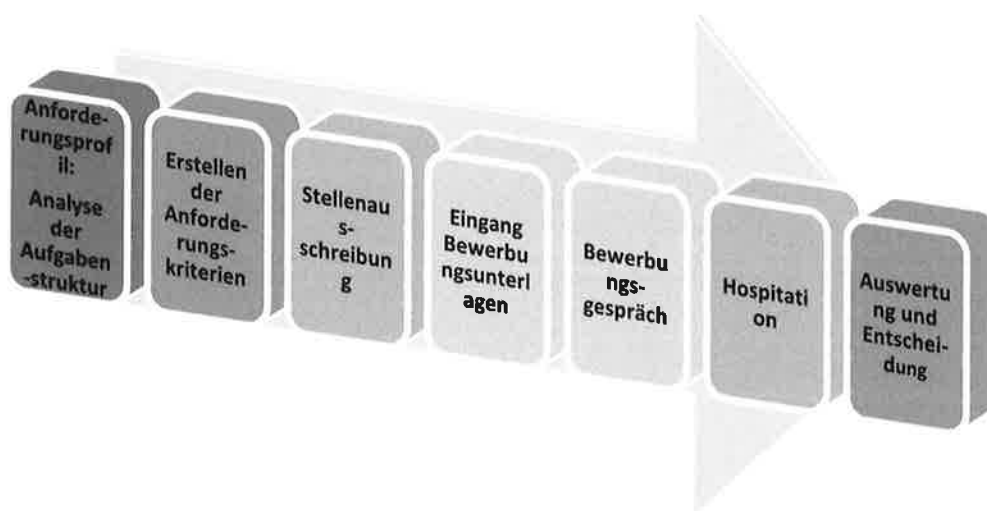 Anforde-
rungsprof
il:
Analyse
der
Aufgaben
-struktur
Erstellen
der
Anforde-
rungs-
kriterien
Stellenaus
s-
schreibun
g
Eingang
Bewerbu
ngsunterl
agen
Bewerbu
ngs-
gespräch
Hospitati
on
Auswertu
ng und
Entschei-
dung